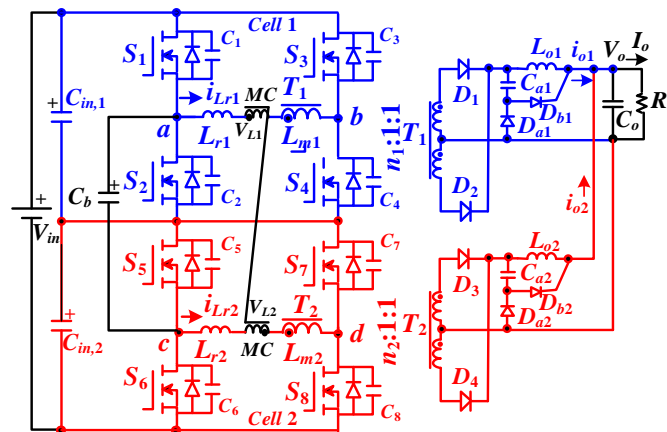 Cell 1
S1
C1
S3
C3
Cin,1
iLr1
MC
T1
a
b
VL1
Lr1
Lm1
S2
C2
S4
C4
Cb
Vin
n1:1:1
S5
C5
S7
C7
iLr2
VL2
T2
c
d
Cin,2
Lr2
MC
Lm2
n2:1:1
S6
C6
S8
C8
Cell 2
Lo1
io1
Vo
Io
D1
Ca1
Db1
Da1
Co
R
T1
D2
io2
Lo2
D3
Ca2
Db2
Da2
T2
D4